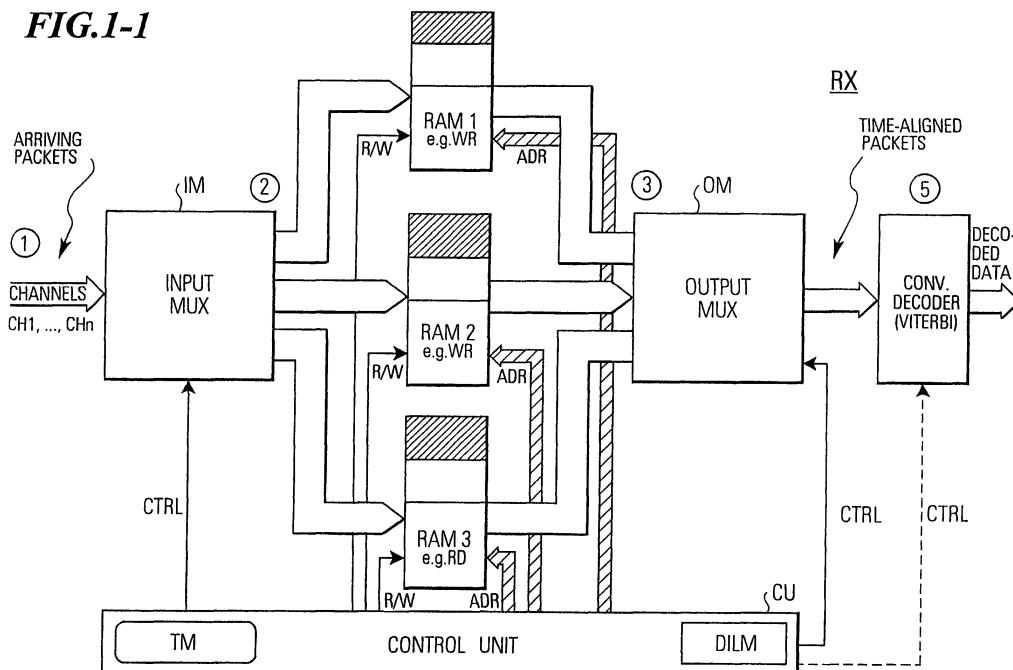 FIG.1-1
RX
ARRIVING
PACKETS
TIME-ALIGNED
PACKETS
RAM 1
e.g.WR
R/W
ADR
IM
2
3
OM
5
1
CHANNELS
CH1, ..., CHn
INPUT
MUX
RAM 2
e.g.WR
R/W
ADR
OUTPUT
MUX
CONV.
DECODER
(VITERBI)
DECO-
DED
DATA
RAM 3
e.g.RD
R/W
ADR
CTRL
CTRL
CTRL
CU
TM
CONTROL UNIT
DILM